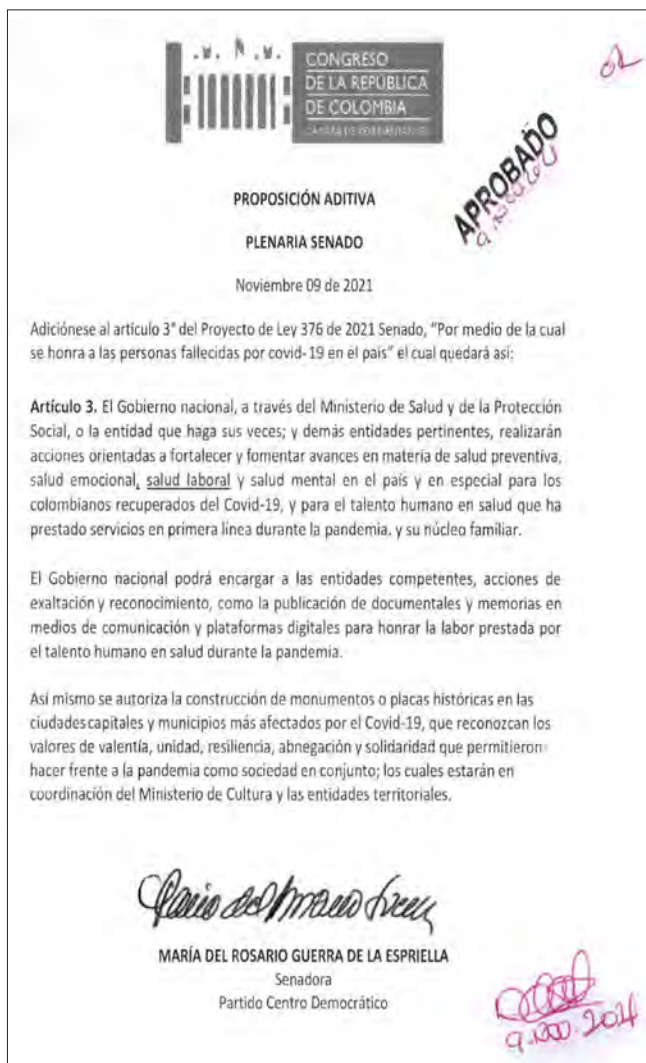 CONGRESO
DE LA REPÚBLICA
DE COLOMBIA
APROBADO
PROPOSICIÓN ADITIVA
PLENARIA SENADO
Noviembre 09 de 2021
Adiciónese al artículo 3° del Proyecto de Ley 376 de 2021 Senado, "Por medio de la cual
se honra a las personas fallecidas por covid-19 en el país" el cual quedará así:
Artículo 3. El Gobierno nacional, a través del Ministerio de Salud y de la Protección
Social, o la entidad que haga sus veces; y demás entidades pertinentes, realizarán
acciones orientadas a fortalecer y fomentar avances en materia de salud preventiva,
salud emocional, salud laboral y salud mental en el país y en especial para los
colombianos recuperados del Covid-19, y para el talento humano en salud que ha
prestado servicios en primera línea durante la pandemia. y su núcleo familiar.
El Gobierno nacional podrá encargar a las entidades competentes, acciones de
exaltación y reconocimiento, como la publicación de documentales y memorias en
medios de comunicación y plataformas digitales para honrar la labor prestada por
el talento humano en salud durante la pandemia.
Así mismo se autoriza la construcción de monumentos o placas históricas en las
ciudades capitales y municipios más afectados por el Covid-19, que reconozcan los
valores de valentía, unidad, resiliencia, abnegación y solidaridad que permitieron
hacer frente a la pandemia como sociedad en conjunto; los cuales estarán en
coordinación del Ministerio de Cultura y las entidades territoriales.
MARÍA DEL ROSARIO GUERRA DE LA ESPRIELLA
Senadora
Partido Centro Democrático
9. NOV. 2021